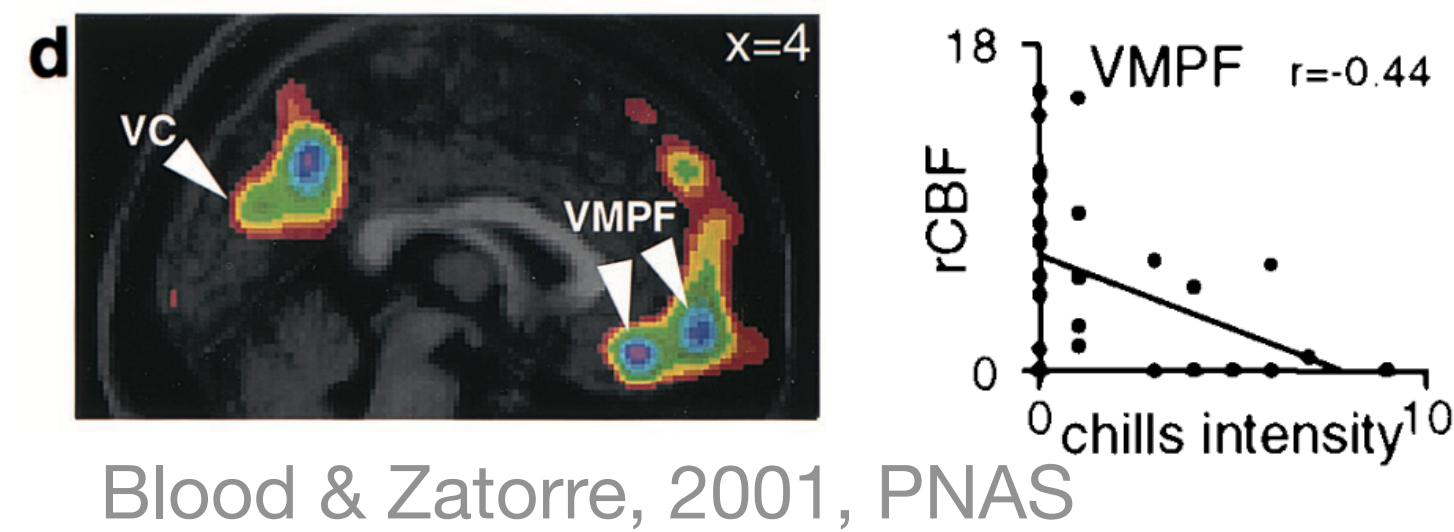 d
x=4
VC
VMPF
18
VMPF r=-0.44
rCBF
0
0
chills intensity
10
Blood & Zatorre, 2001, PNAS